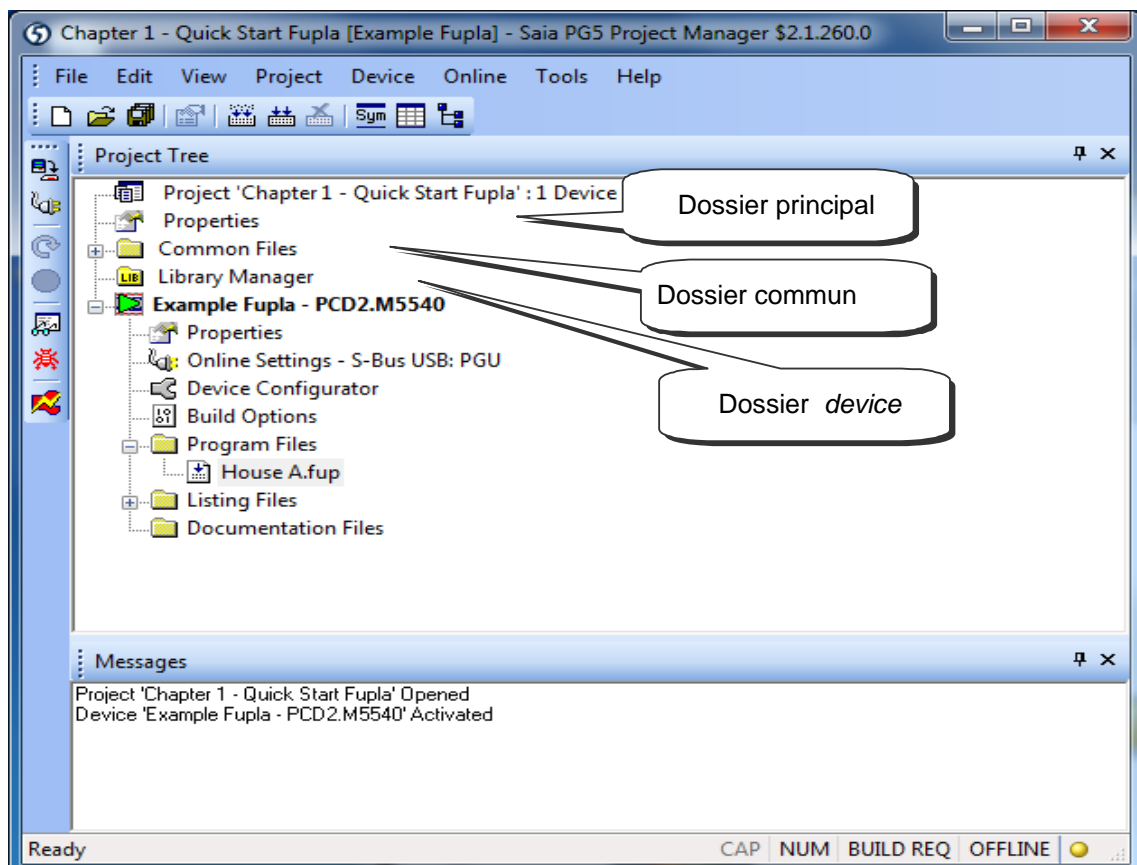 Chapter 1 - Quick Start Fupla [Example Fupla] - Saia PG5 Project Manager $2.1.260.0
File Edit View Project Device Online Tools Help
Sym
Project Tree
Project 'Chapter 1 - Quick Start Fupla' : 1 Device
Dossier principal
Properties
Common Files
LIB Library Manager
Dossier commun
Example Fupla - PCD2.M5540
Properties
Online Settings - S-Bus USB: PGU
Device Configurator
Dossier device
Build Options
Program Files
House A.fup
Listing Files
Documentation Files
Messages
Project 'Chapter 1 - Quick Start Fupla' Opened
Device 'Example Fupla - PCD2.M5540' Activated
Ready CAP NUM BUILD REQ OFFLINE